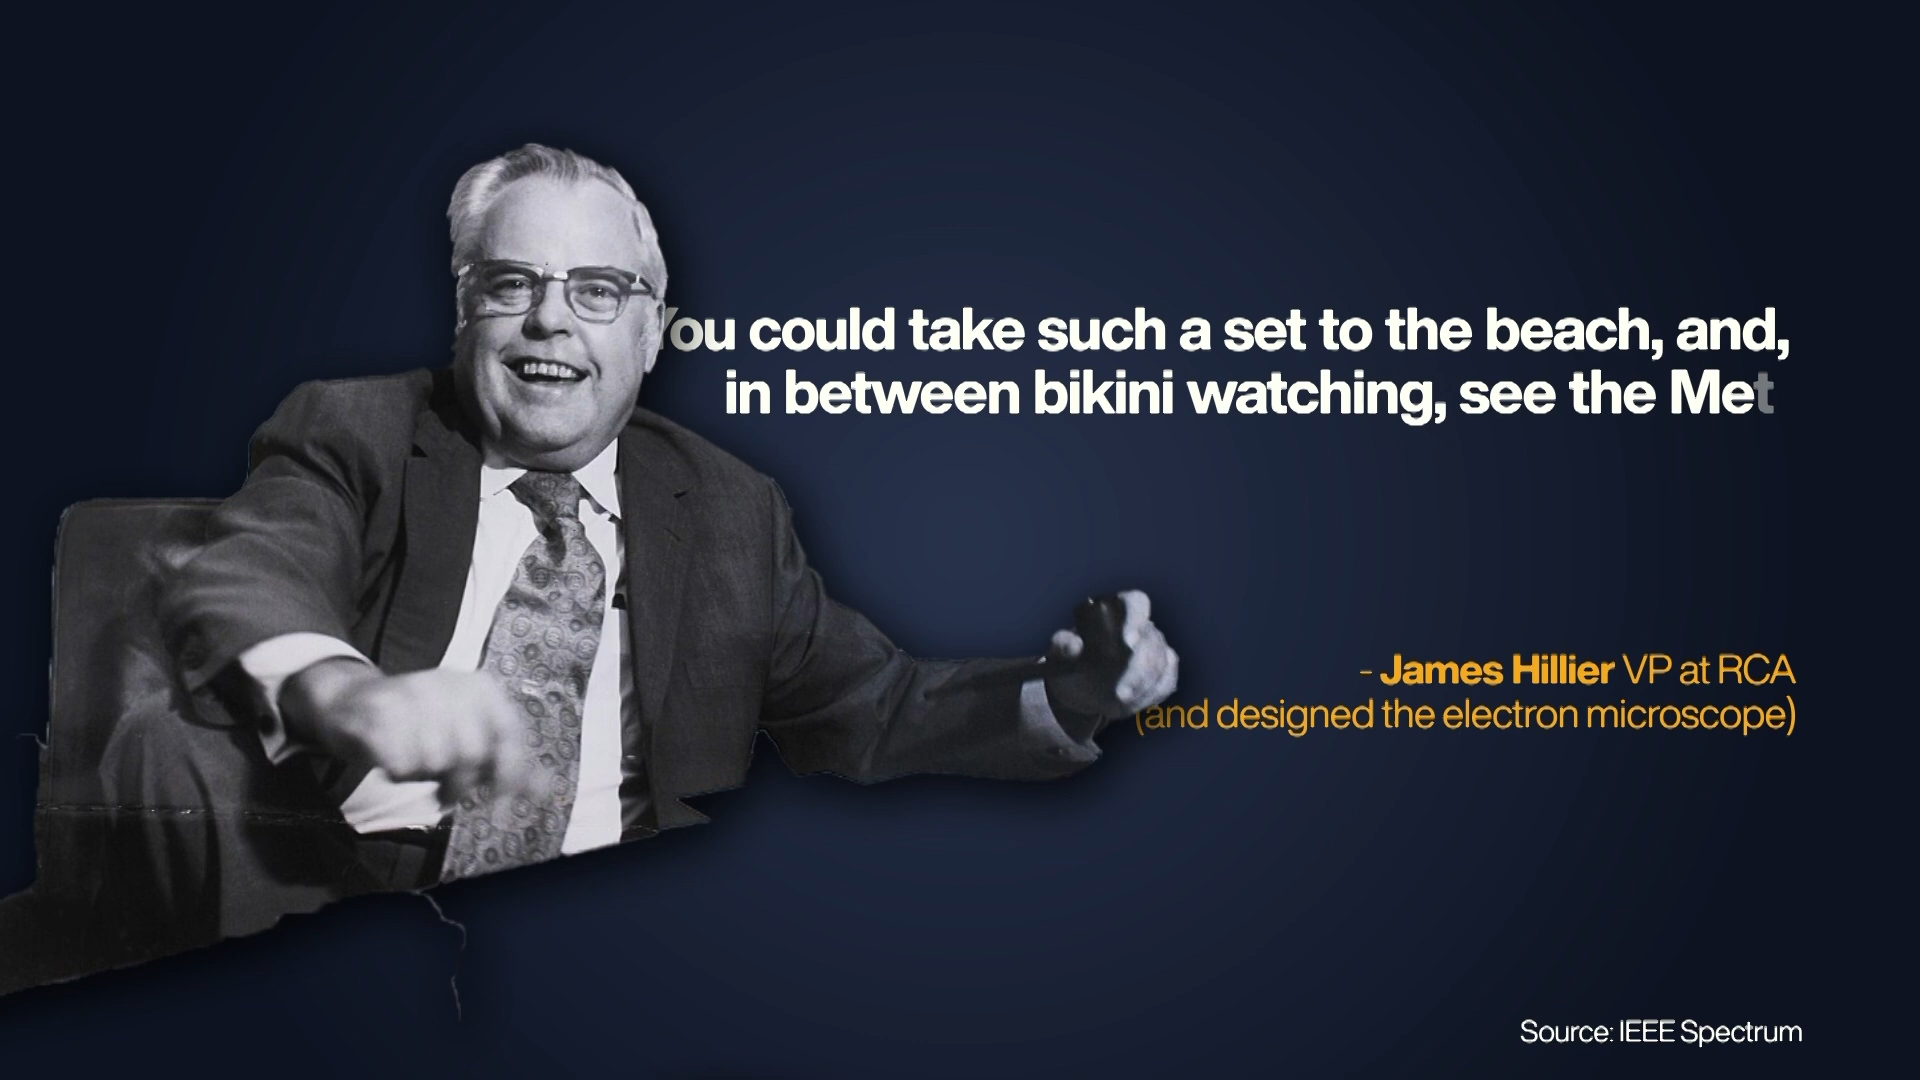 You could take such a set to the beach, and,
in between bikini watching, see the Met
- James Hillier VP at RCA
(and designed the electron microscope)
Source: IEEE Spectrum